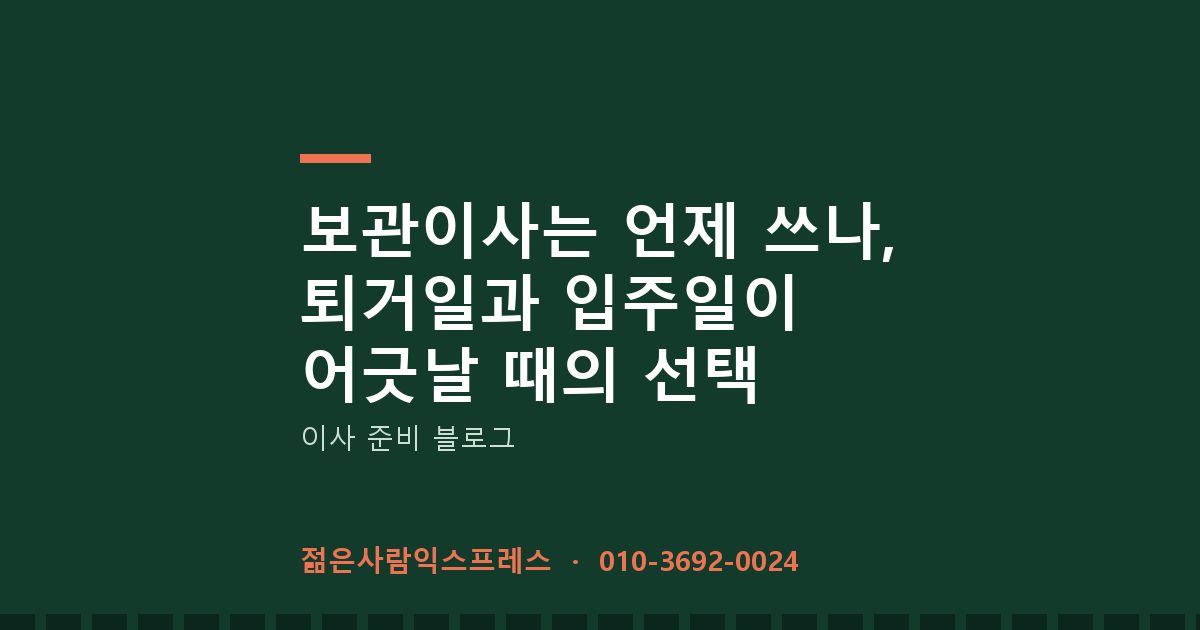 보관이사는 언제 쓰나,
퇴거일과 입주일이
어긋날 때의 선택
이사 준비 블로그
젊은사람익스프레스 · 010-3692-0024